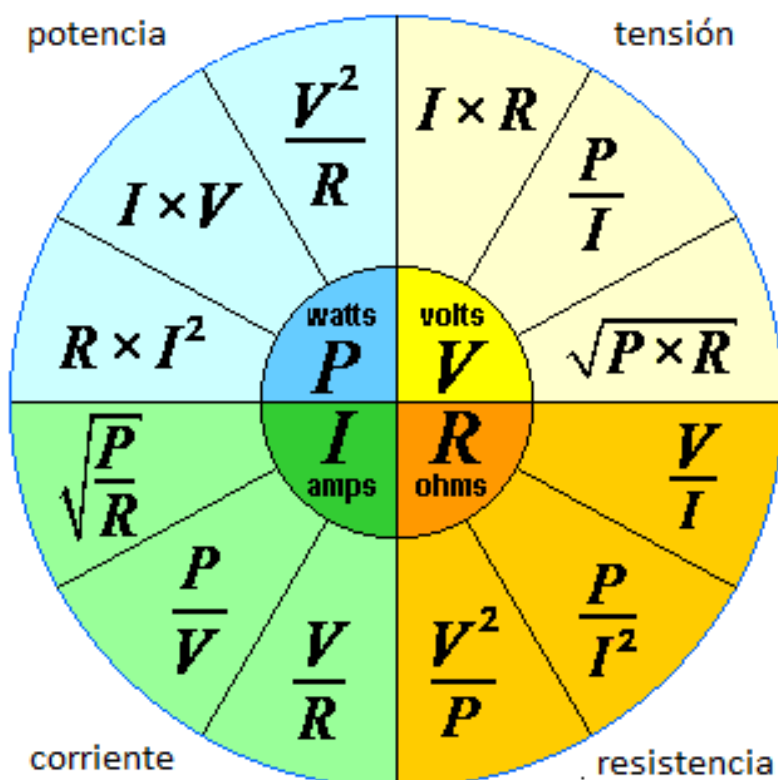 potencia
tensión
V²/R
I × R
I × V
P/I
R × I²
√(P × R)
watts
P
volts
V
I
amps
R
ohms
√(P/R)
V/I
P/V
P/I²
V/R
V²/P
corriente
resistencia